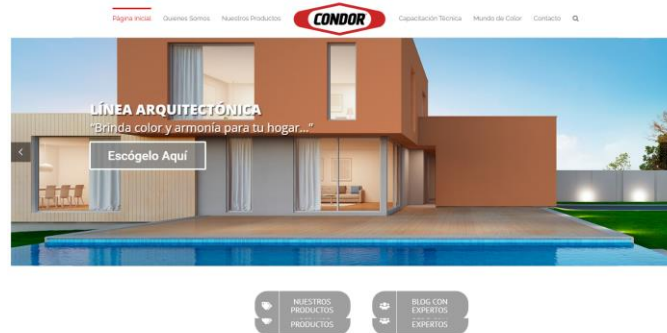 Página Inicial
Quienes Somos
Nuestros Productos
CONDOR
Capacitación Técnica
Mundo de Color
Contacto
LÍNEA ARQUITECTÓNICA
“Brinda color y armonía para tu hogar...”
Escógelo Aquí
NUESTROS
PRODUCTOS
PRODUCTOS
BLOG CON
EXPERTOS
EXPERTOS